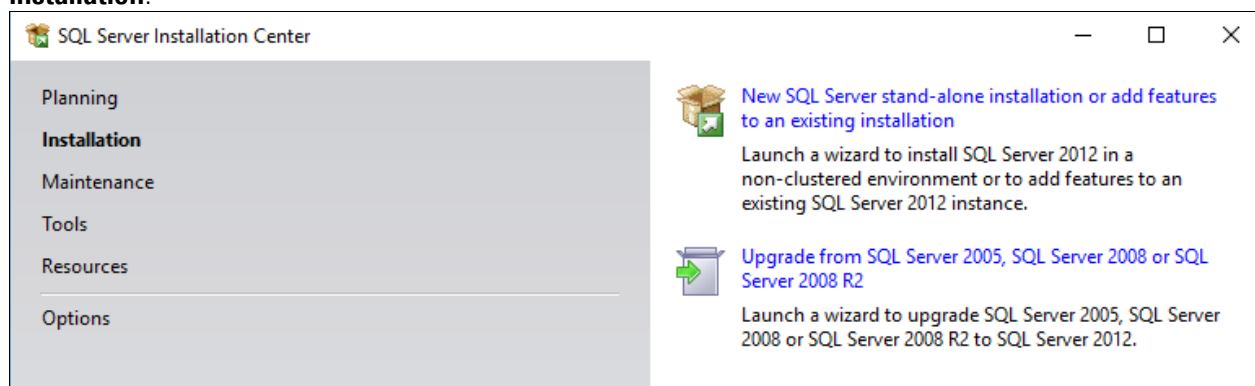 installation.
SQL Server Installation Center
Planning
Installation
Maintenance
Tools
Resources
Options
New SQL Server stand-alone installation or add features
to an existing installation
Launch a wizard to install SQL Server 2012 in a
non-clustered environment or to add features to an
existing SQL Server 2012 instance.
Upgrade from SQL Server 2005, SQL Server 2008 or SQL
Server 2008 R2
Launch a wizard to upgrade SQL Server 2005, SQL Server
2008 or SQL Server 2008 R2 to SQL Server 2012.